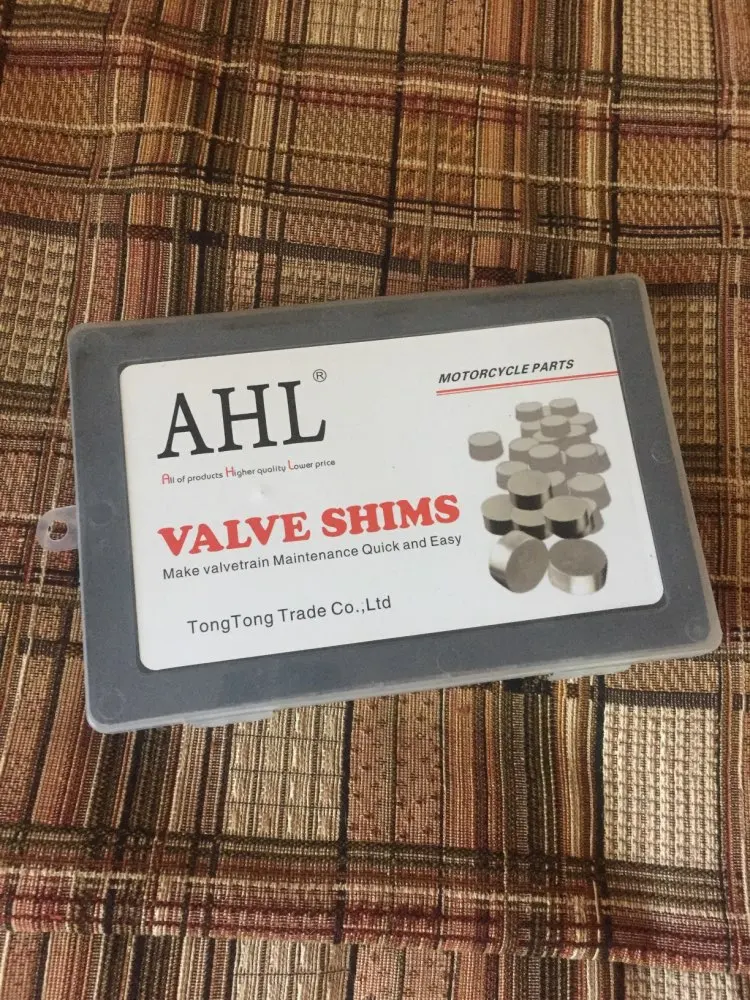 AHL®
MOTORCYCLE PARTS
All of products Higher quality Lower price
VALVE SHIMS
Make valvetrain Maintenance Quick and Easy
TongTong Trade Co.,Ltd